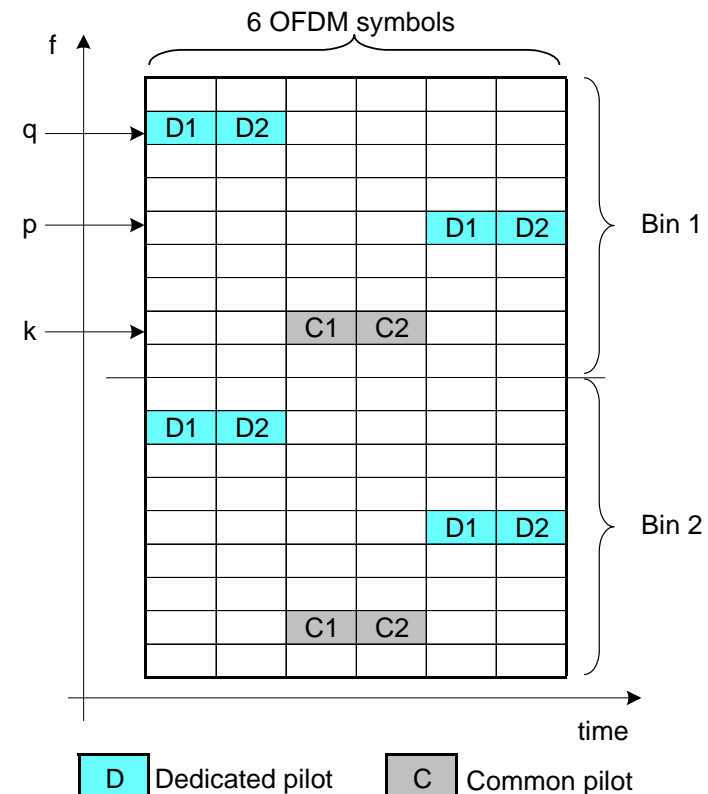 6 OFDM symbols
f
q D1 D2
p D1 D2 Bin 1
k C1 C2
D1 D2
D1 D2 Bin 2
C1 C2
time
D Dedicated pilot C Common pilot